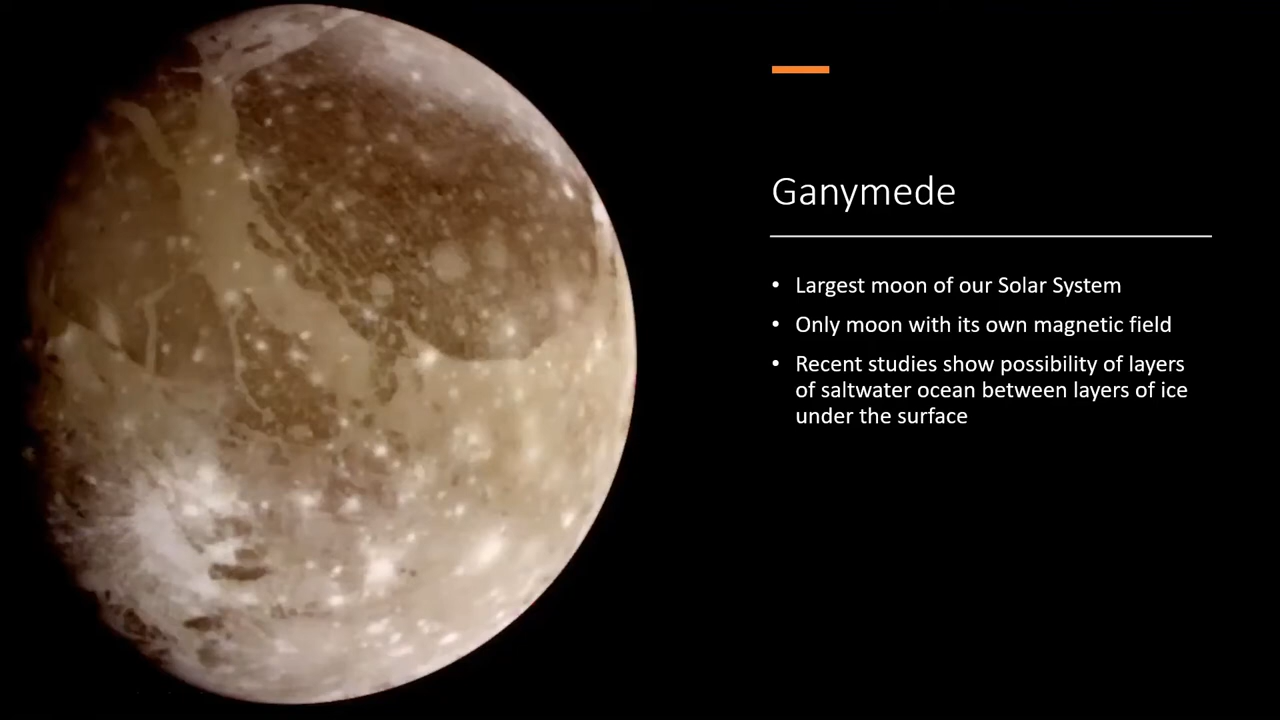 Ganymede
• Largest moon of our Solar System
• Only moon with its own magnetic field
• Recent studies show possibility of layers
of saltwater ocean between layers of ice
under the surface